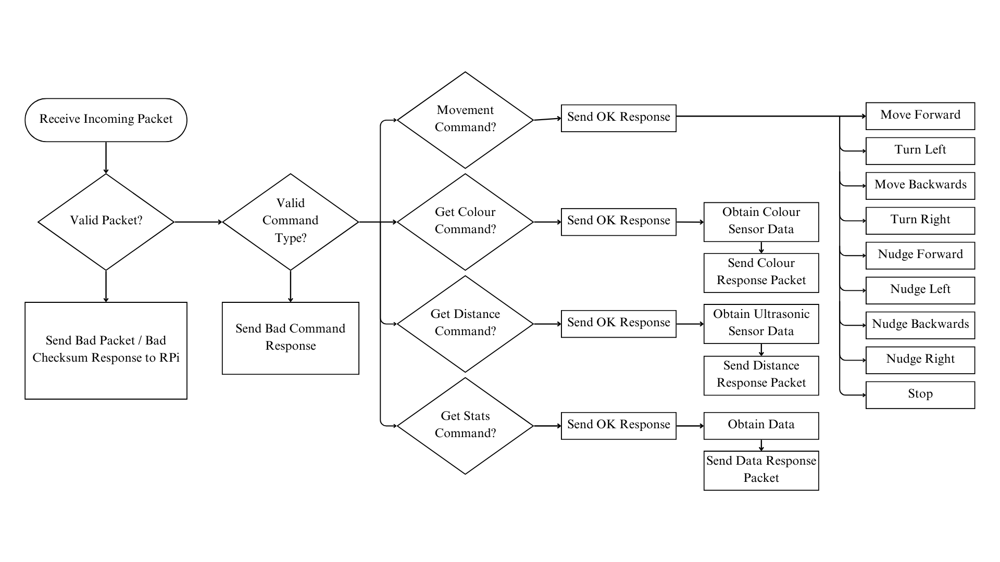 Receive Incoming Packet
Valid Packet?
Send Bad Packet / Bad
Checksum Response to RPi
Valid
Command
Type?
Send Bad Command
Response
Movement
Command?
Send OK Response
Get Colour
Command?
Send OK Response
Obtain Colour
Sensor Data
Send Colour
Response Packet
Get Distance
Command?
Send OK Response
Obtain Ultrasonic
Sensor Data
Send Distance
Response Packet
Get Stats
Command?
Send OK Response
Obtain Data
Send Data Response
Packet
Move Forward
Turn Left
Move Backwards
Turn Right
Nudge Forward
Nudge Left
Nudge Backwards
Nudge Right
Stop